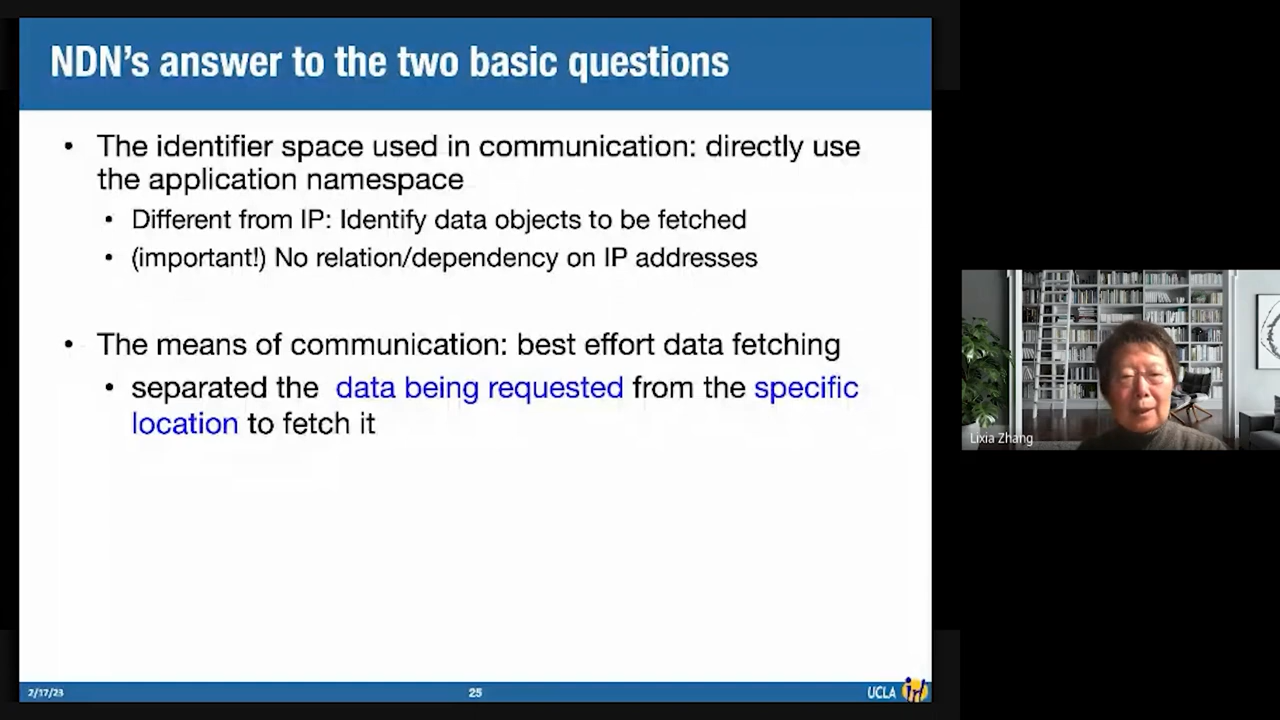 NDN's answer to the two basic questions
• The identifier space used in communication: directly use
the application namespace
• Different from IP: Identify data objects to be fetched
• (important!) No relation/dependency on IP addresses
• The means of communication: best effort data fetching
• separated the data being requested from the specific
location to fetch it
Lixia Zhang
2/17/23
25
UCLA irl